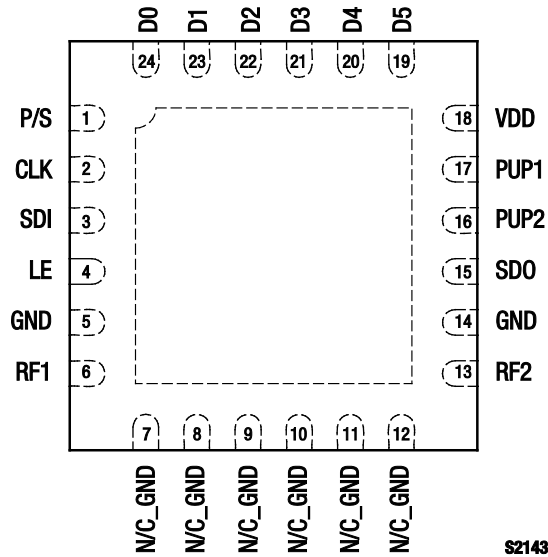 D0 D1 D2 D3 D4 D5
24 23 22 21 20 19
P/S 1 18 VDD
CLK 2 17 PUP1
SDI 3 16 PUP2
LE 4 15 SDO
GND 5 14 GND
RF1 6 13 RF2
7 8 9 10 11 12
N/C_GND N/C_GND N/C_GND N/C_GND N/C_GND N/C_GND
S2143